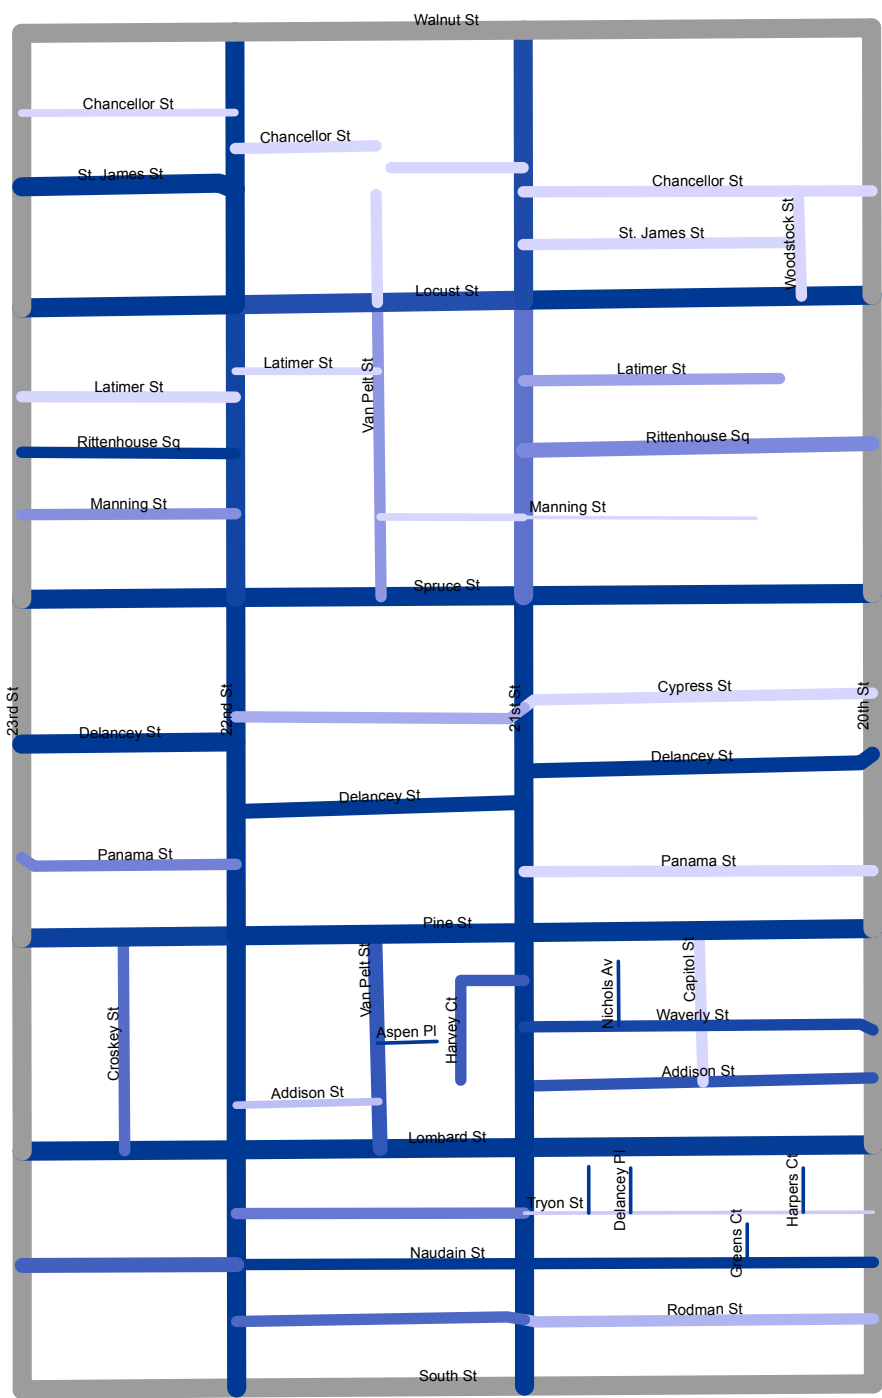 Walnut St
Chancellor St
Chancellor St
St. James St
Chancellor St
Woodstock St
St. James St
Locust St
Latimer St
Van Pelt St
Latimer St
Latimer St
Rittenhouse Sq
Rittenhouse Sq
Manning St
Manning St
Spruce St
23rd St
22nd St
21st St
20th St
Cypress St
Delancey St
Delancey St
Delancey St
Panama St
Panama St
Pine St
Van Pelt St
Capitol St
Nichols Av
Croskey St
Harvey Ct
Waverly St
Aspen Pl
Addison St
Addison St
Lombard St
Delancey Pl
Harpers Ct
Tryon St
Greens Ct
Naudain St
Rodman St
South St